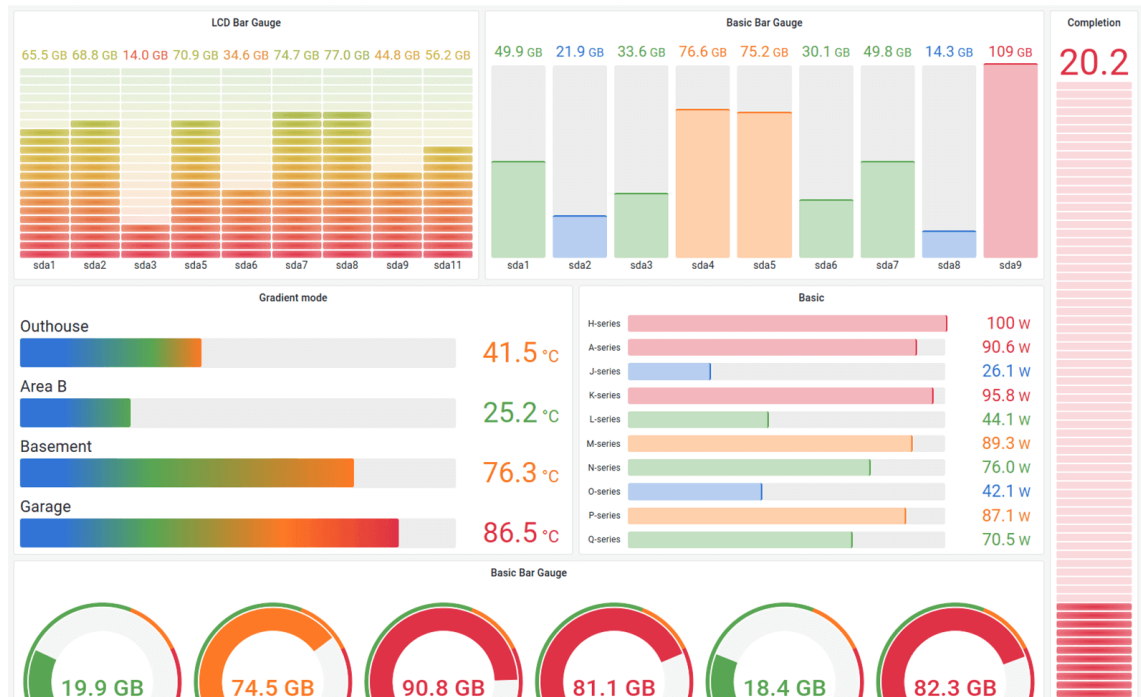 LCD Bar Gauge
65.5 GB 68.8 GB 14.0 GB 70.9 GB 34.6 GB 74.7 GB 77.0 GB 44.8 GB 56.2 GB
sda1 sda2 sda3 sda5 sda6 sda7 sda8 sda9 sda11
Basic Bar Gauge
49.9 GB 21.9 GB 33.6 GB 76.6 GB 75.2 GB 30.1 GB 49.8 GB 14.3 GB 109 GB
sda1 sda2 sda3 sda4 sda5 sda6 sda7 sda8 sda9
Completion
20.2
Gradient mode
Outhouse
41.5 °C
Area B
25.2 °C
Basement
76.3 °C
Garage
86.5 °C
Basic
H-series 100 W
A-series 90.6 W
J-series 26.1 W
K-series 95.8 W
L-series 44.1 W
M-series 89.3 W
N-series 76.0 W
O-series 42.1 W
P-series 87.1 W
Q-series 70.5 W
Basic Bar Gauge
19.9 GB 74.5 GB 90.8 GB 81.1 GB 18.4 GB 82.3 GB